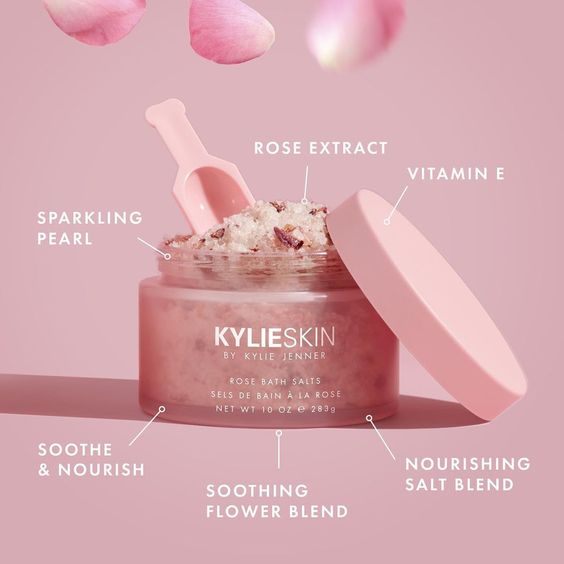 ROSE EXTRACT
VITAMIN E
SPARKLING
PEARL
KYLIESKIN
BY KYLIE JENNER
ROSE BATH SALTS
SELS DE BAIN À LA ROSE
NET WT 10 OZ ℮ 283g
SOOTHE
& NOURISH
SOOTHING
FLOWER BLEND
NOURISHING
SALT BLEND